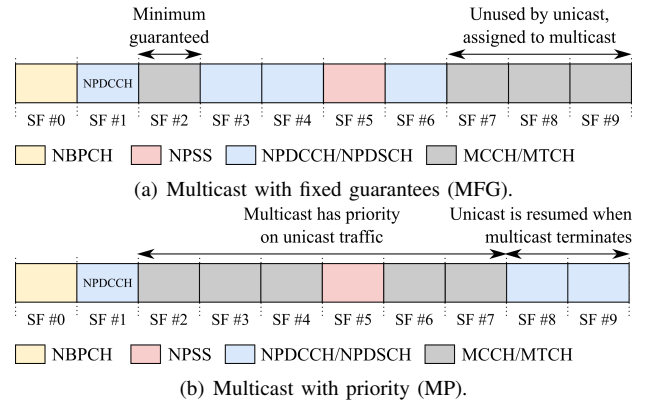 Minimum
guaranteed
Unused by unicast,
assigned to multicast
NPDCCH
SF #0 SF #1 SF #2 SF #3 SF #4 SF #5 SF #6 SF #7 SF #8 SF #9
NBPCH NPSS NPDCCH/NPDSCH MCCH/MTCH
(a) Multicast with fixed guarantees (MFG).
Multicast has priority
on unicast traffic
Unicast is resumed when
multicast terminates
NPDCCH
SF #0 SF #1 SF #2 SF #3 SF #4 SF #5 SF #6 SF #7 SF #8 SF #9
NBPCH NPSS NPDCCH/NPDSCH MCCH/MTCH
(b) Multicast with priority (MP).